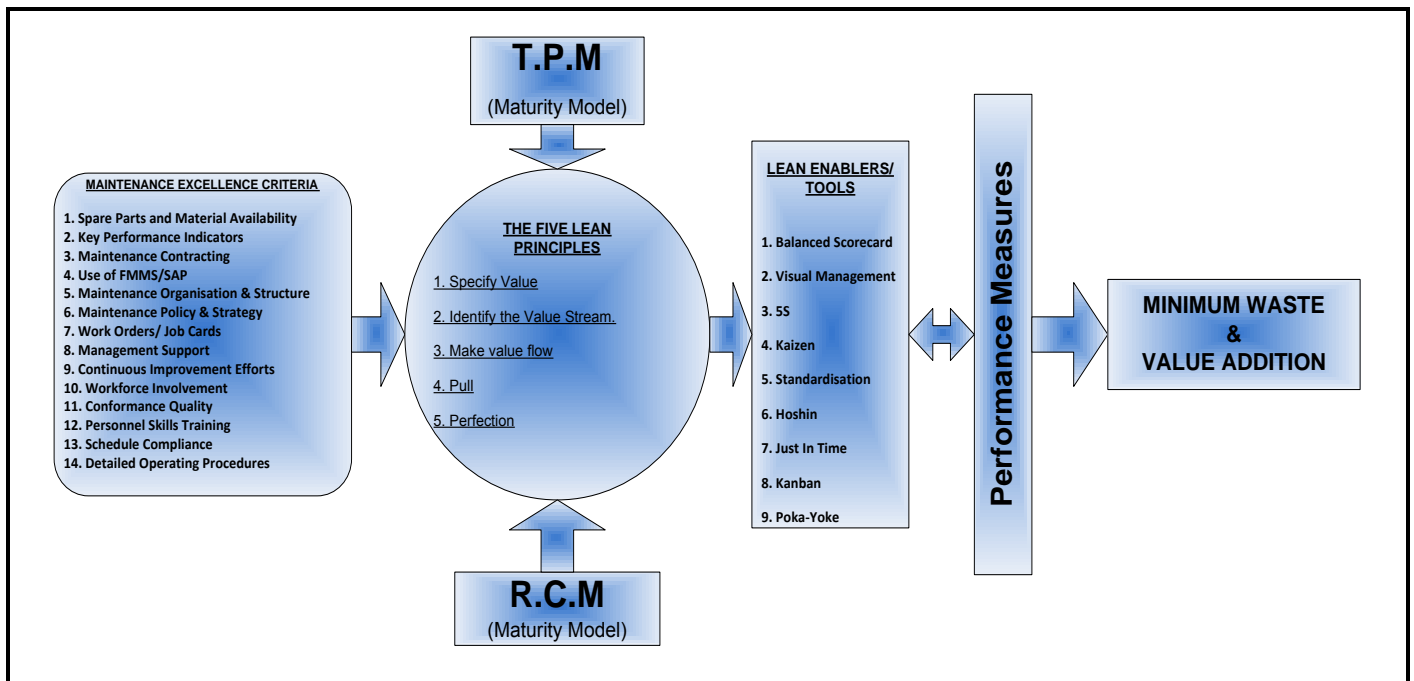 T.P.M
(Maturity Model)
MAINTENANCE EXCELLENCE CRITERIA
1. Spare Parts and Material Availability
2. Key Performance Indicators
3. Maintenance Contracting
4. Use of FMMS/SAP
5. Maintenance Organisation & Structure
6. Maintenance Policy & Strategy
7. Work Orders/ Job Cards
8. Management Support
9. Continuous Improvement Efforts
10. Workforce Involvement
11. Conformance Quality
12. Personnel Skills Training
13. Schedule Compliance
14. Detailed Operating Procedures
THE FIVE LEAN
PRINCIPLES
1. Specify Value
2. Identify the Value Stream.
3. Make value flow
4. Pull
5. Perfection
R.C.M
(Maturity Model)
LEAN ENABLERS/
TOOLS
1. Balanced Scorecard
2. Visual Management
3. 5S
4. Kaizen
5. Standardisation
6. Hoshin
7. Just In Time
8. Kanban
9. Poka-Yoke
Performance Measures
MINIMUM WASTE
&
VALUE ADDITION